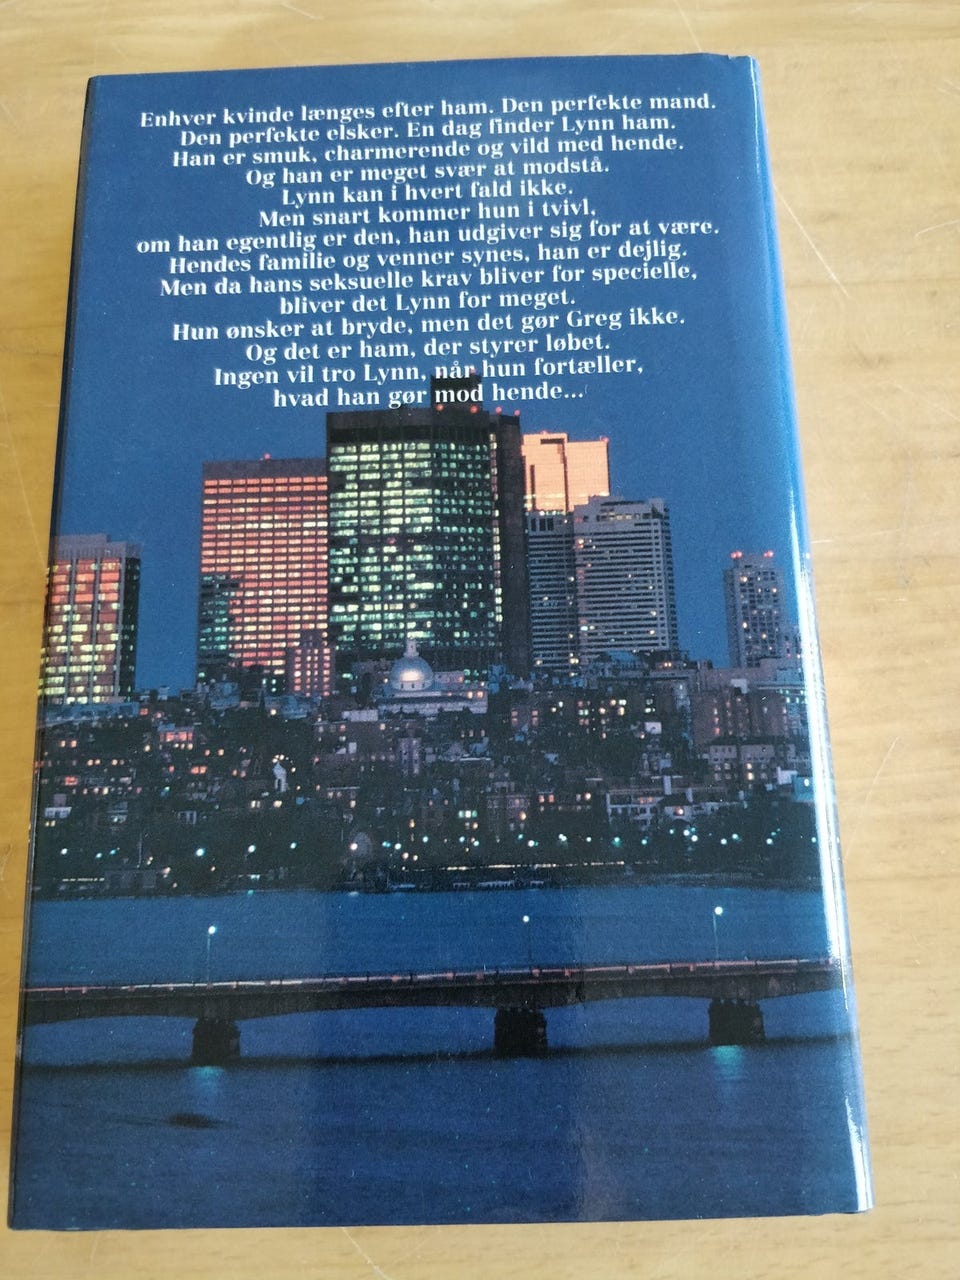 Enhver kvinde længes efter ham. Den perfekte mand.
Den perfekte elsker. En dag finder Lynn ham.
Han er smuk, charmerende og vild med hende.
Og han er meget svær at modstå.
Lynn kan i hvert fald ikke.
Men snart kommer hun i tvivl,
om han egentlig er den, han udgiver sig for at være.
Hendes familie og venner synes, han er dejlig.
Men da hans seksuelle krav bliver for specielle,
bliver det Lynn for meget.
Hun ønsker at bryde, men det gør Greg ikke.
Og det er ham, der styrer løbet.
Ingen vil tro Lynn, når hun fortæller,
hvad han gør mod hende...